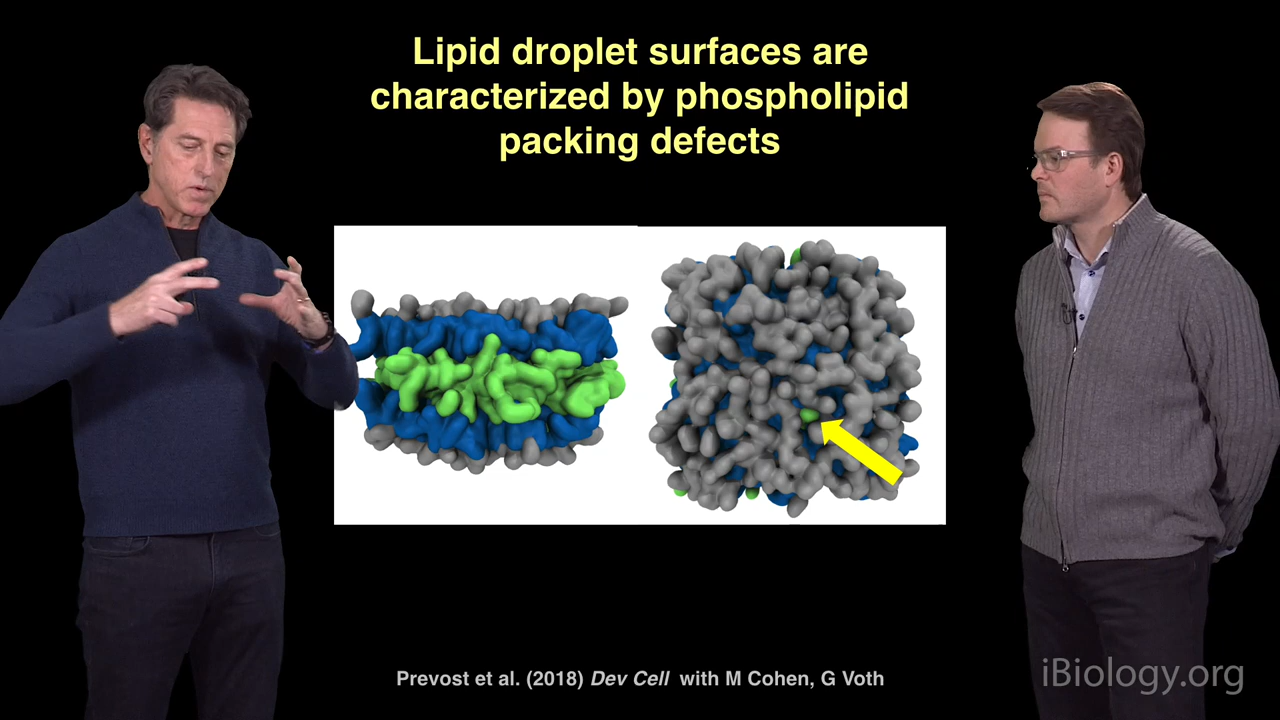 Lipid droplet surfaces are
characterized by phospholipid
packing defects
Prevost et al. (2018) Dev Cell with M Cohen, G Voth
iBiology.org